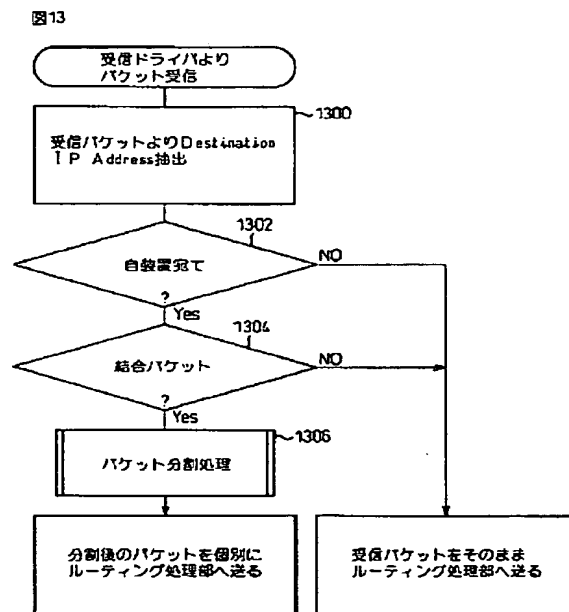 図13
受信ドライバより
パケット受信
1300
受信パケットよりDestination
IP Address抽出
1302
自装置宛て
NO
?
Yes
1304
結合パケット
NO
?
Yes
1306
パケット分割処理
分割後のパケットを個別に
ルーティング処理部へ送る
受信パケットをそのまま
ルーティング処理部へ送る